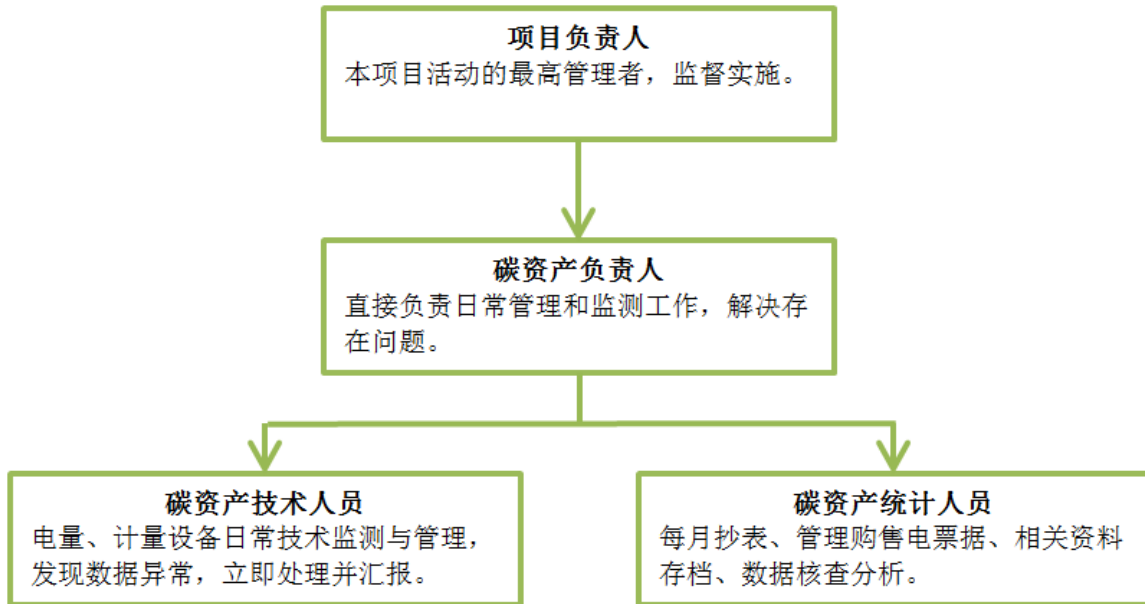 项目负责人
本项目活动的最高管理者，监督实施。
碳资产负责人
直接负责日常管理和监测工作，解决存
在问题。
碳资产技术人员
电量、计量设备日常技术监测与管理，
发现数据异常，立即处理并汇报。
碳资产统计人员
每月抄表、管理购售电票据、相关资料
存档、数据核查分析。